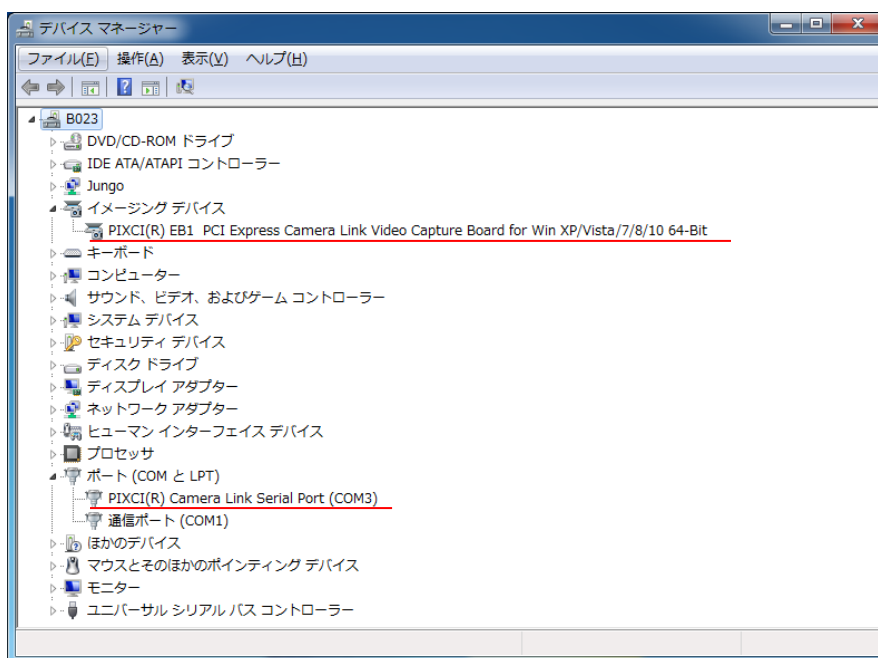 デバイス マネージャー
ファイル(F) 操作(A) 表示(V) ヘルプ(H)
B023
DVD/CD-ROM ドライブ
IDE ATA/ATAPI コントローラー
Jungo
イメージング デバイス
PIXCI(R) EB1  PCI Express Camera Link Video Capture Board for Win XP/Vista/7/8/10 64-Bit
キーボード
コンピューター
サウンド、ビデオ、およびゲーム コントローラー
システム デバイス
セキュリティ デバイス
ディスク ドライブ
ディスプレイ アダプター
ネットワーク アダプター
ヒューマン インターフェイス デバイス
プロセッサ
ポート (COM と LPT)
PIXCI(R) Camera Link Serial Port (COM3)
通信ポート (COM1)
ほかのデバイス
マウスとそのほかのポインティング デバイス
モニター
ユニバーサル シリアル バス コントローラー